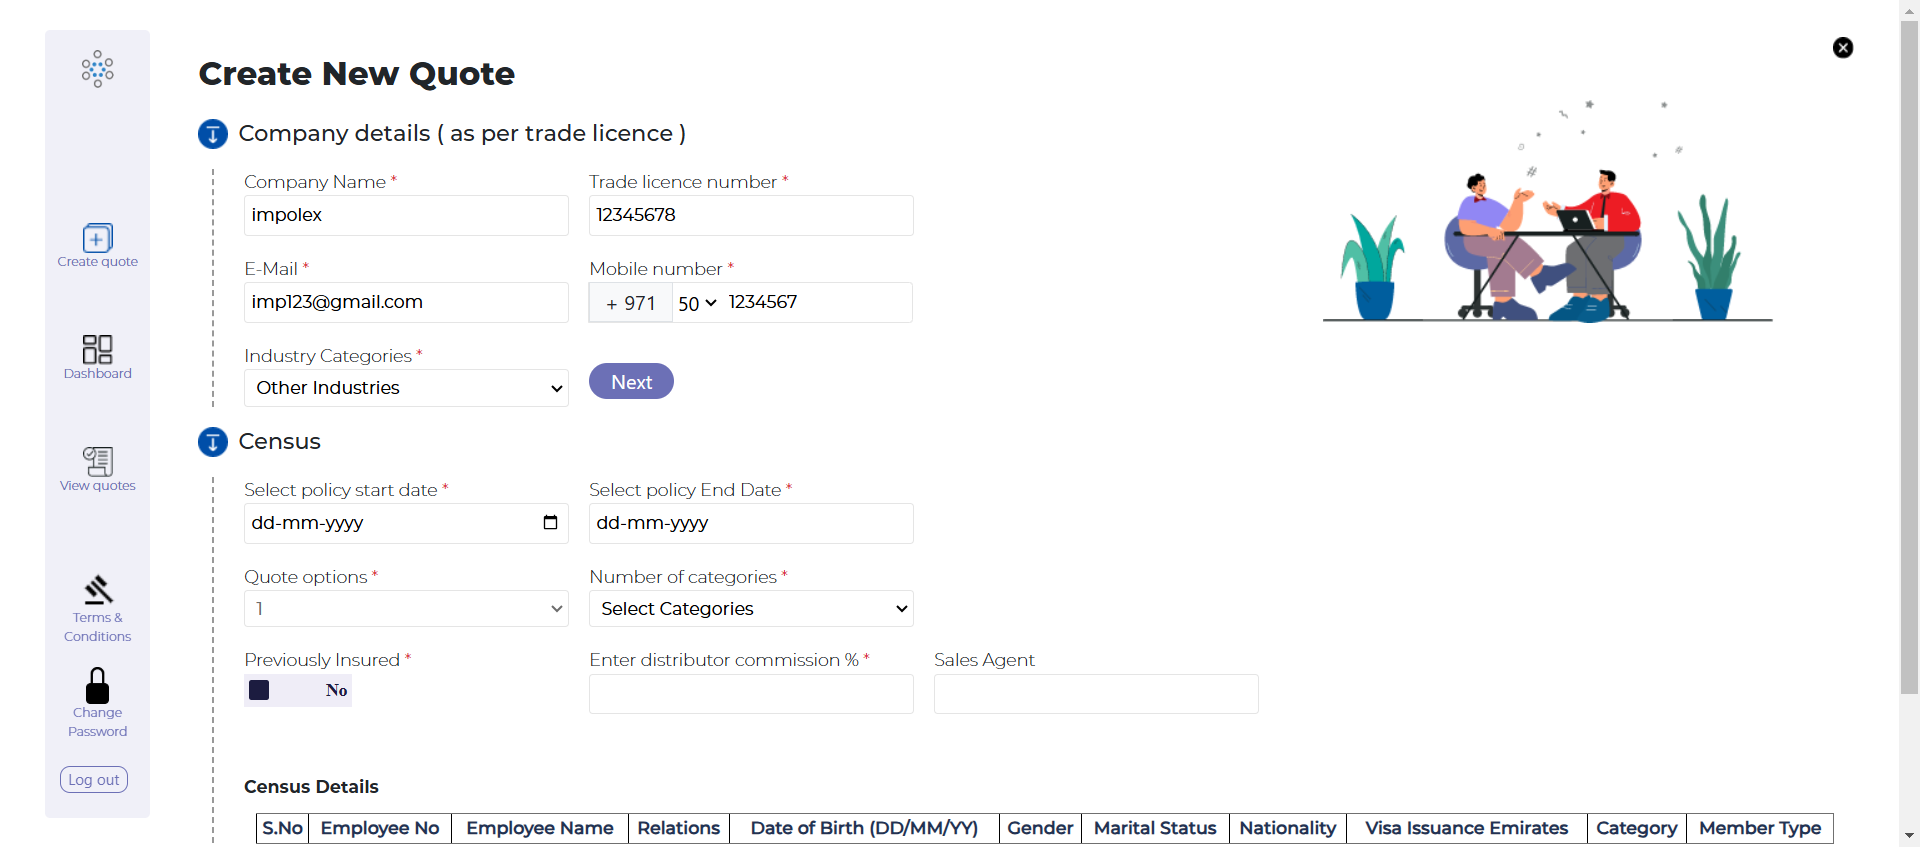 Create New Quote
Company details ( as per trade licence )
Company Name *
Trade licence number *
impolex
12345678
E-Mail *
Mobile number *
imp123@gmail.com
+ 971
50
1234567
Industry Categories *
Other Industries
Next
Census
Select policy start date *
Select policy End Date *
dd-mm-yyyy
dd-mm-yyyy
Quote options *
Number of categories *
1
Select Categories
Previously Insured *
Enter distributor commission % *
Sales Agent
No
Census Details
S.No Employee No Employee Name Relations Date of Birth (DD/MM/YY) Gender Marital Status Nationality Visa Issuance Emirates Category Member Type
Create quote
Dashboard
View quotes
Terms &
Conditions
Change
Password
Log out